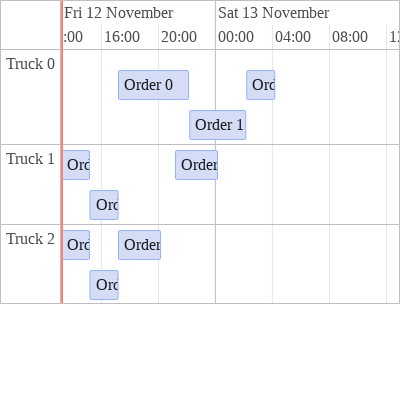 Fri 12 November Sat 13 November
:00 16:00 20:00 00:00 04:00 08:00 12
Truck 0
Order 0 Ord
Order 1
Truck 1
Ord Order
Ord
Truck 2
Ord Order
Ord